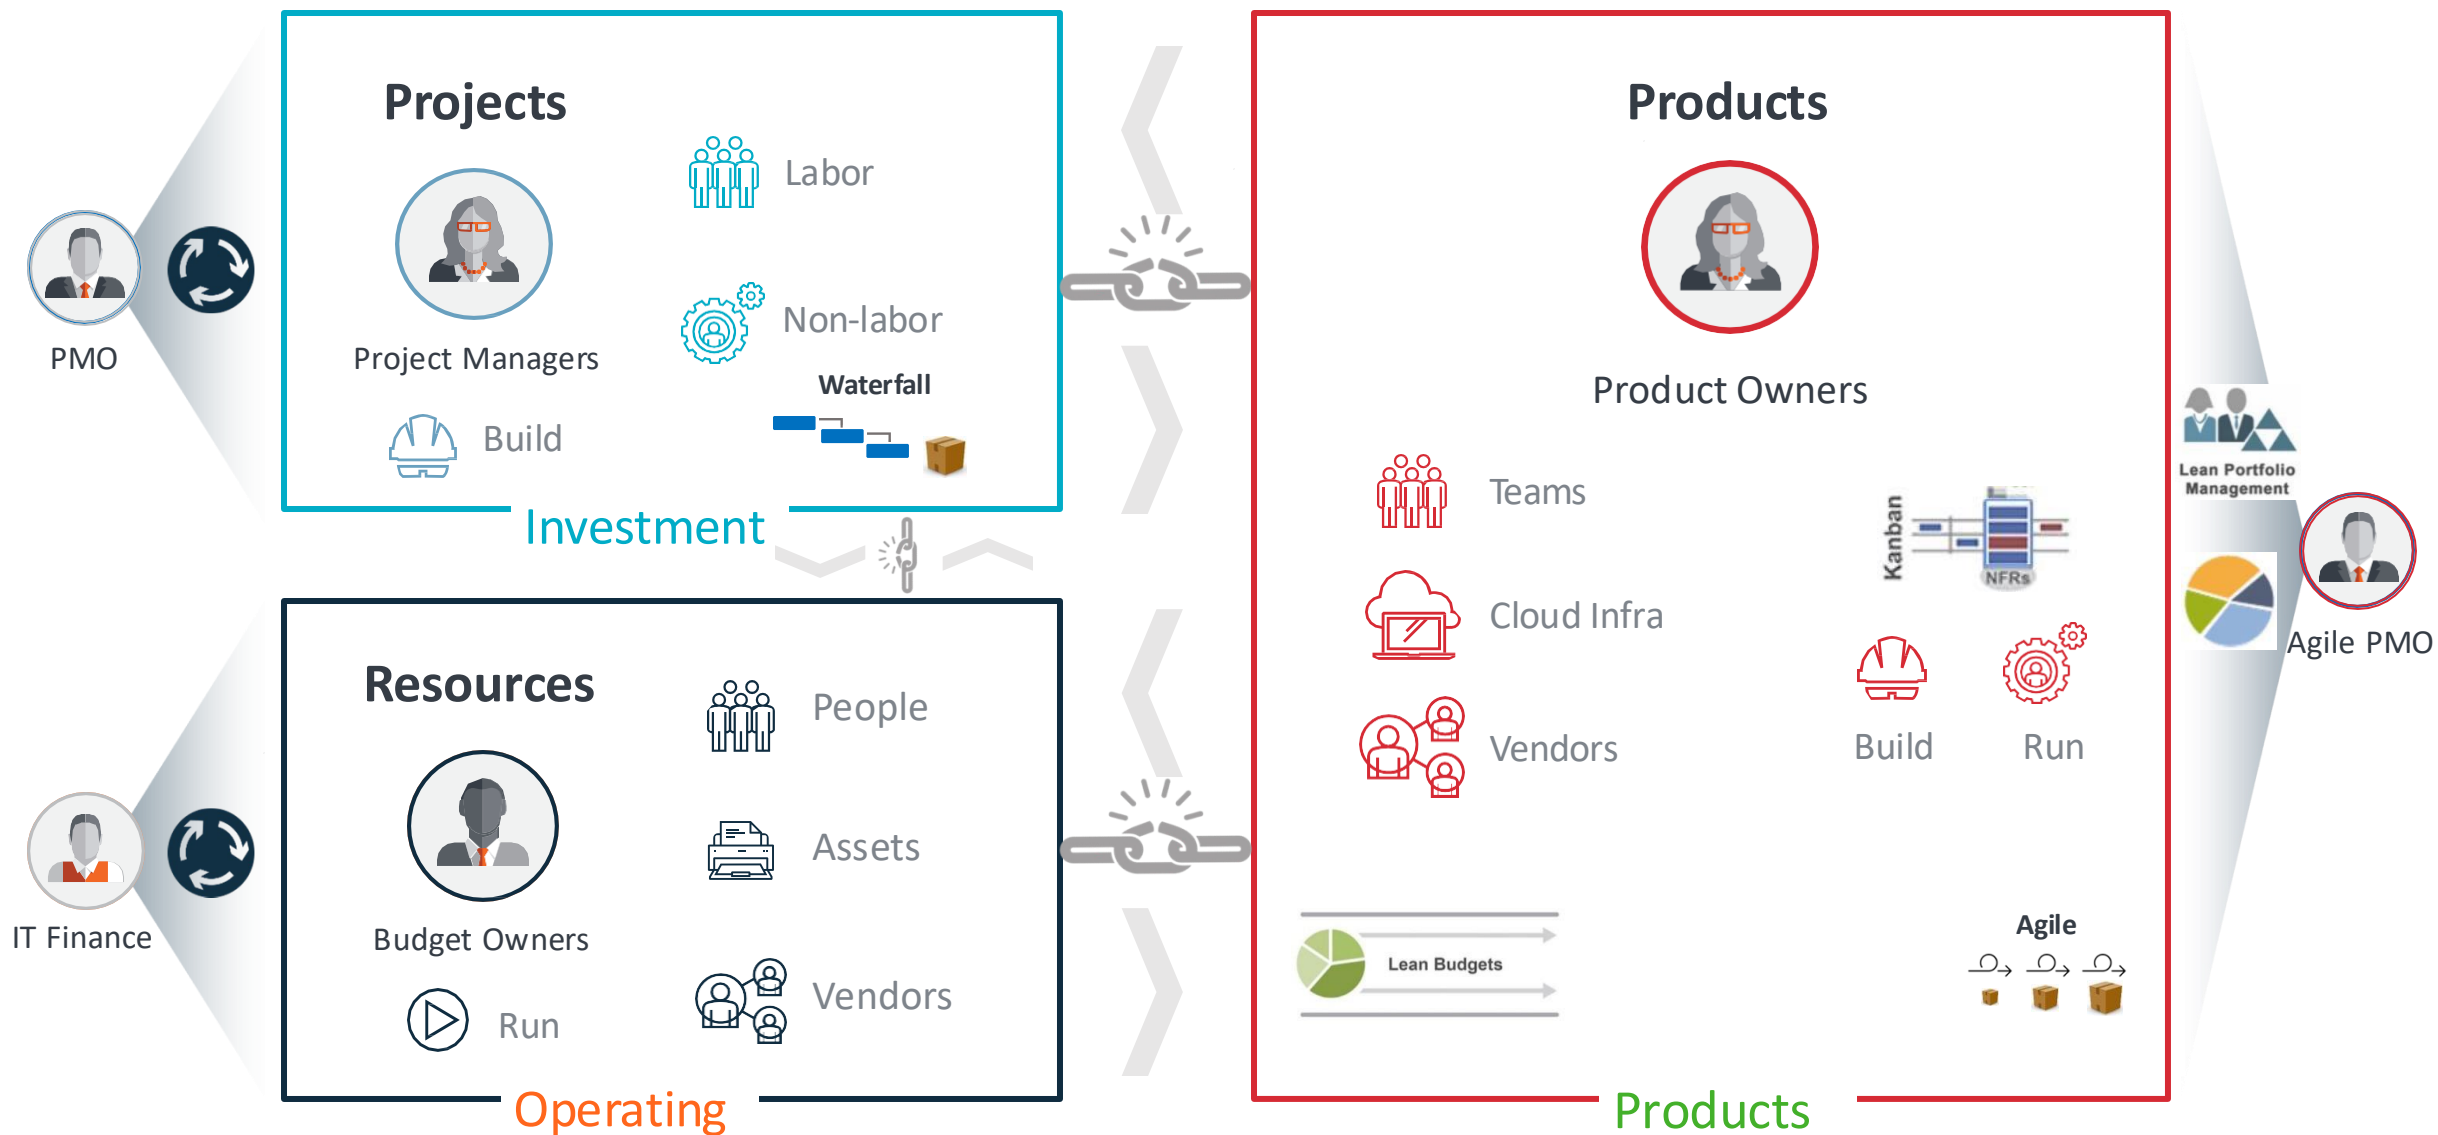 Projects
Labor
PMO
Project Managers
Non-labor
Waterfall
Build
Investment
Resources
People
IT Finance
Budget Owners
Assets
Run
Vendors
Operating
Products
Product Owners
Teams
Kanban
NFRs
Cloud Infra
Vendors
Build
Run
Lean Budgets
Agile
Products
Lean Portfolio
Management
Agile PMO